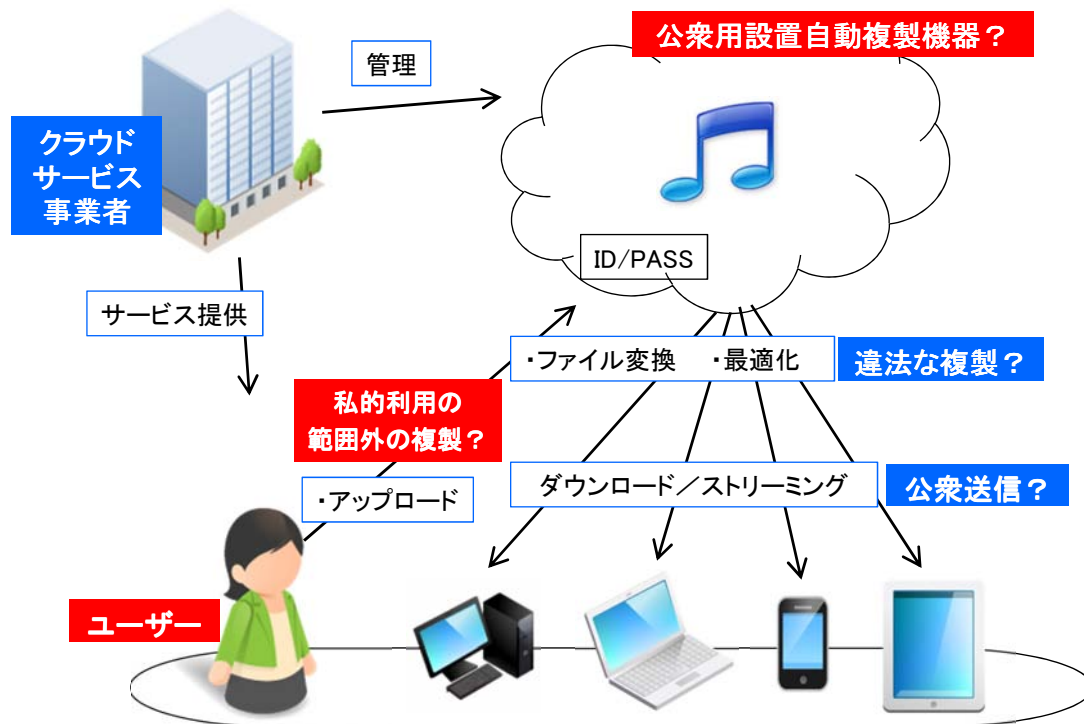 公衆用設置自動複製機器？
管理
クラウド
サービス
事業者
ID/PASS
サービス提供
・ファイル変換　・最適化
違法な複製？
私的利用の
範囲外の複製？
ダウンロード／ストリーミング
公衆送信？
・アップロード
ユーザー